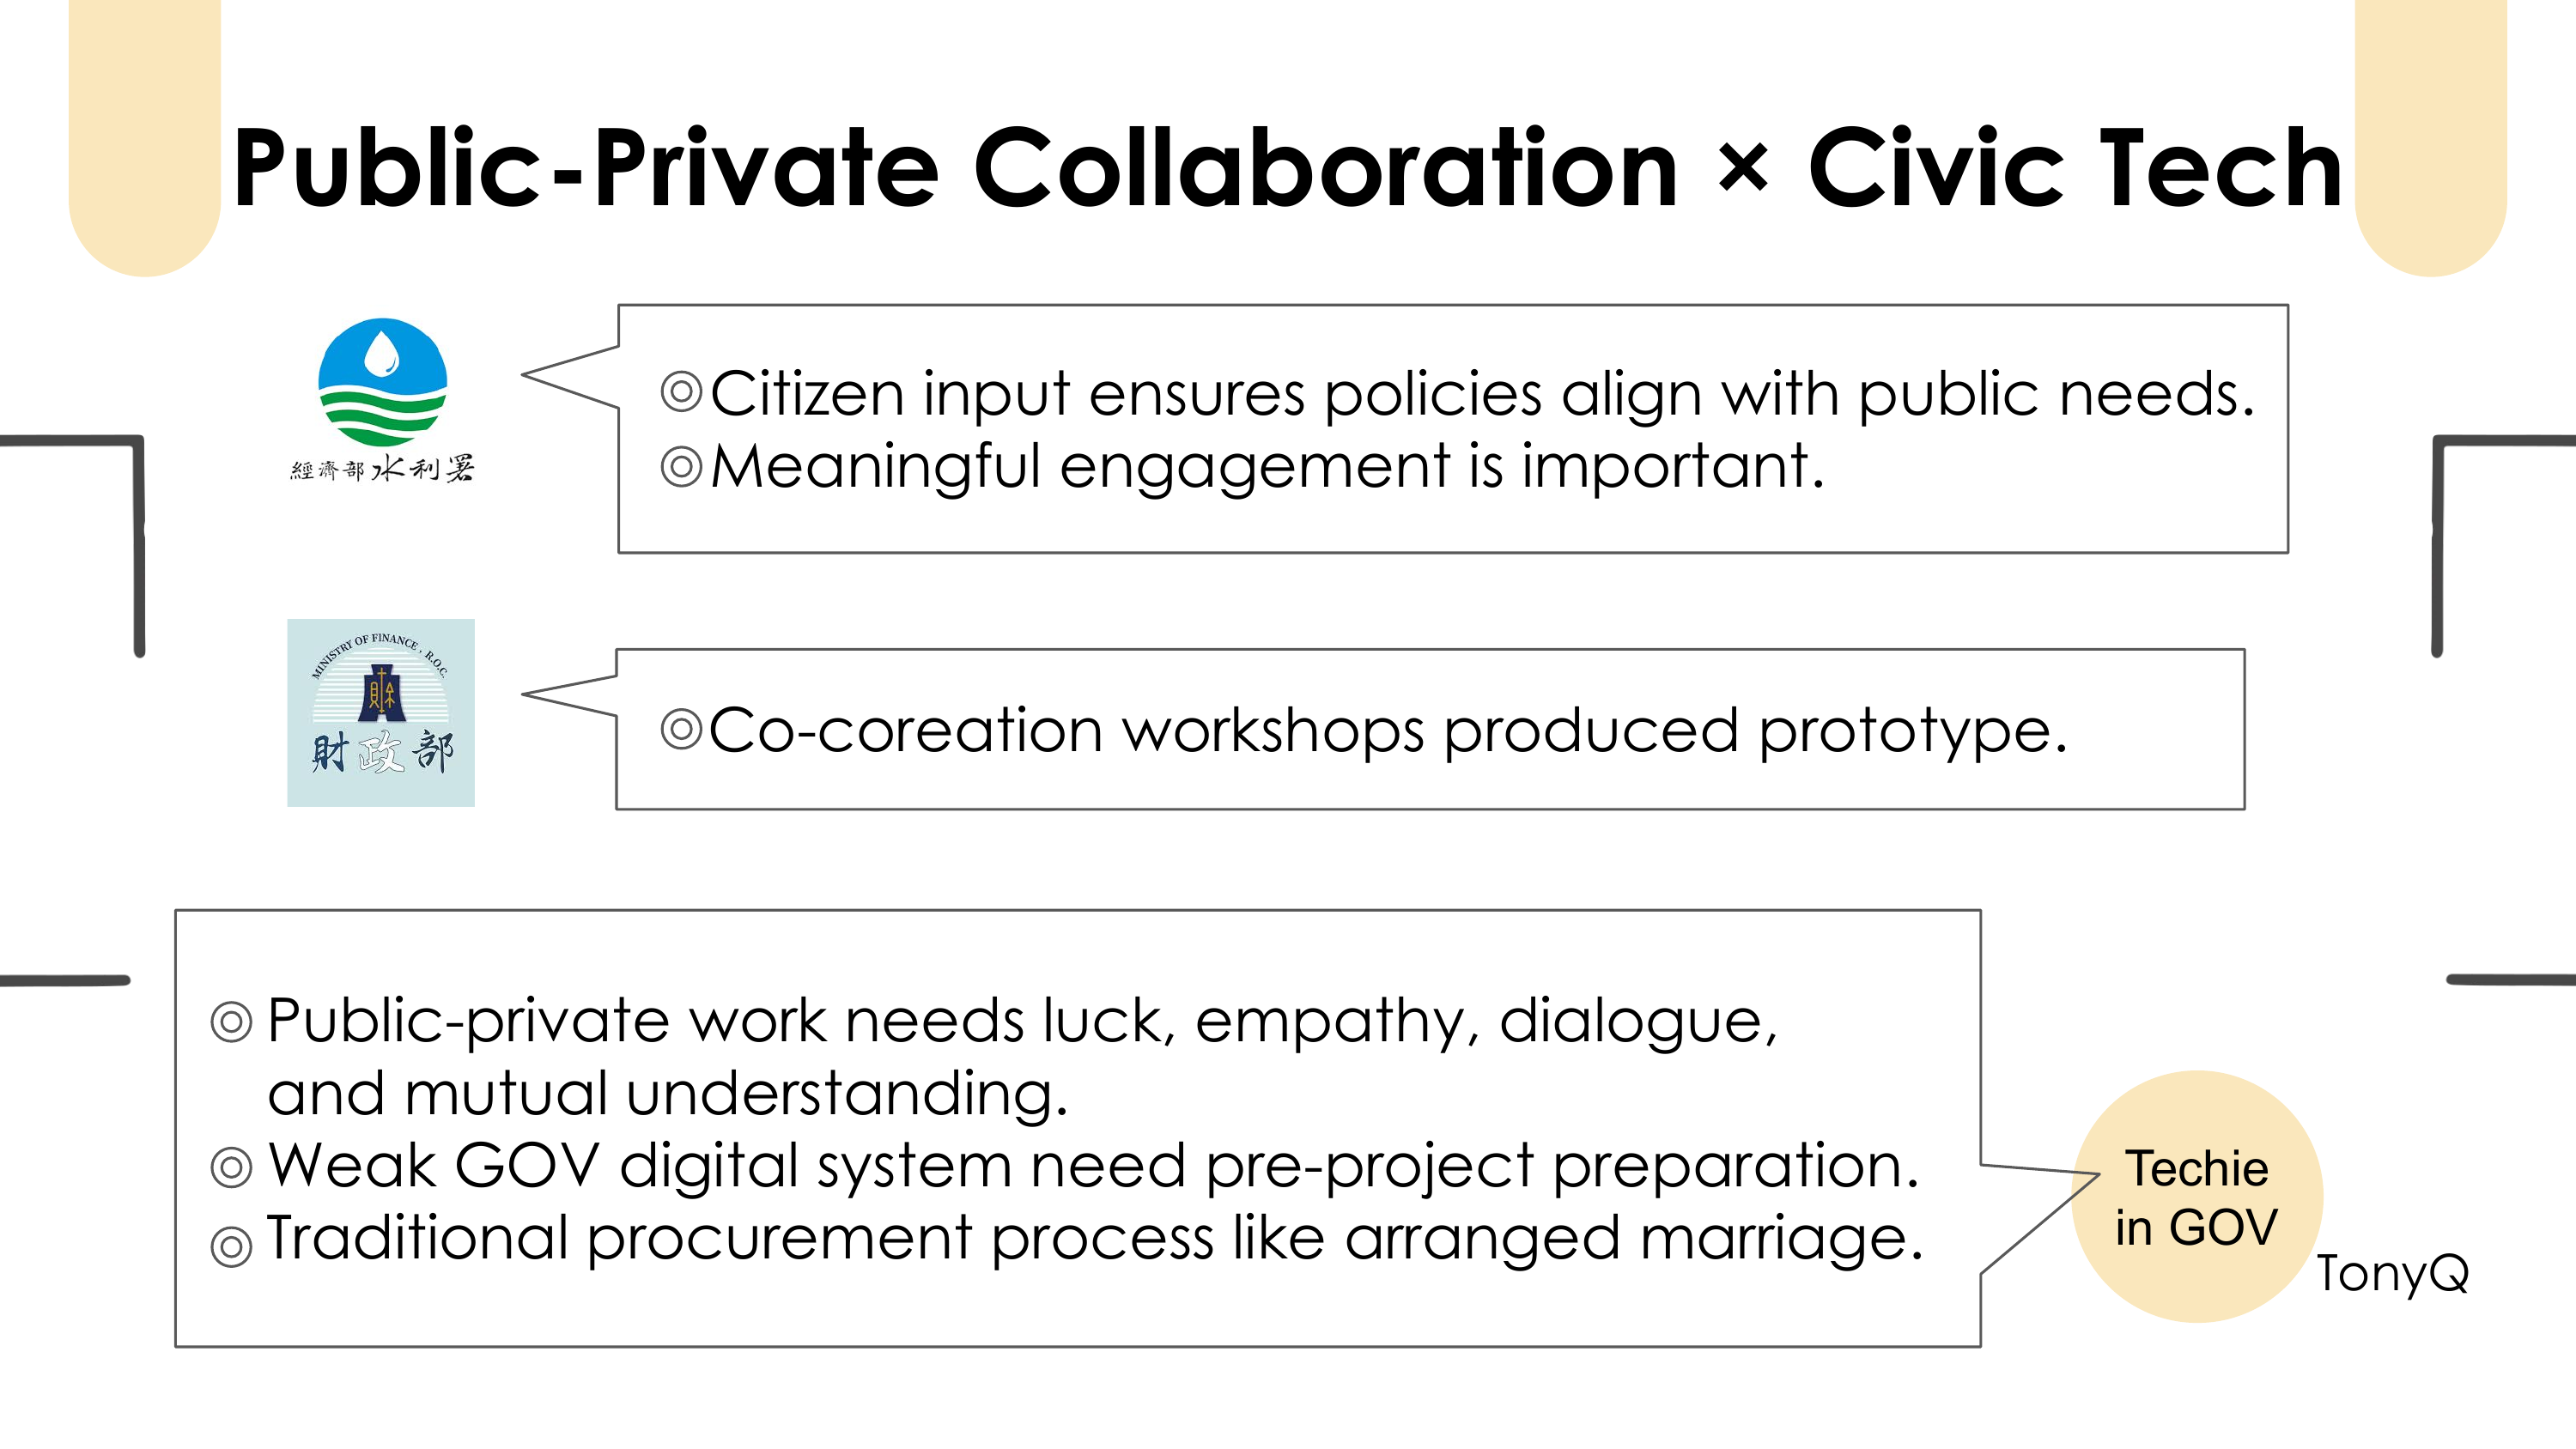 Public-Private Collaboration × Civic Tech
經濟部水利署
◎Citizen input ensures policies align with public needs.
◎Meaningful engagement is important.
MINISTRY OF FINANCE, R.O.C.
財
財政部
◎Co-coreation workshops produced prototype.
◎ Public-private work needs luck, empathy, dialogue,
and mutual understanding.
◎ Weak GOV digital system need pre-project preparation.
◎ Traditional procurement process like arranged marriage.
Techie
in GOV
TonyQ